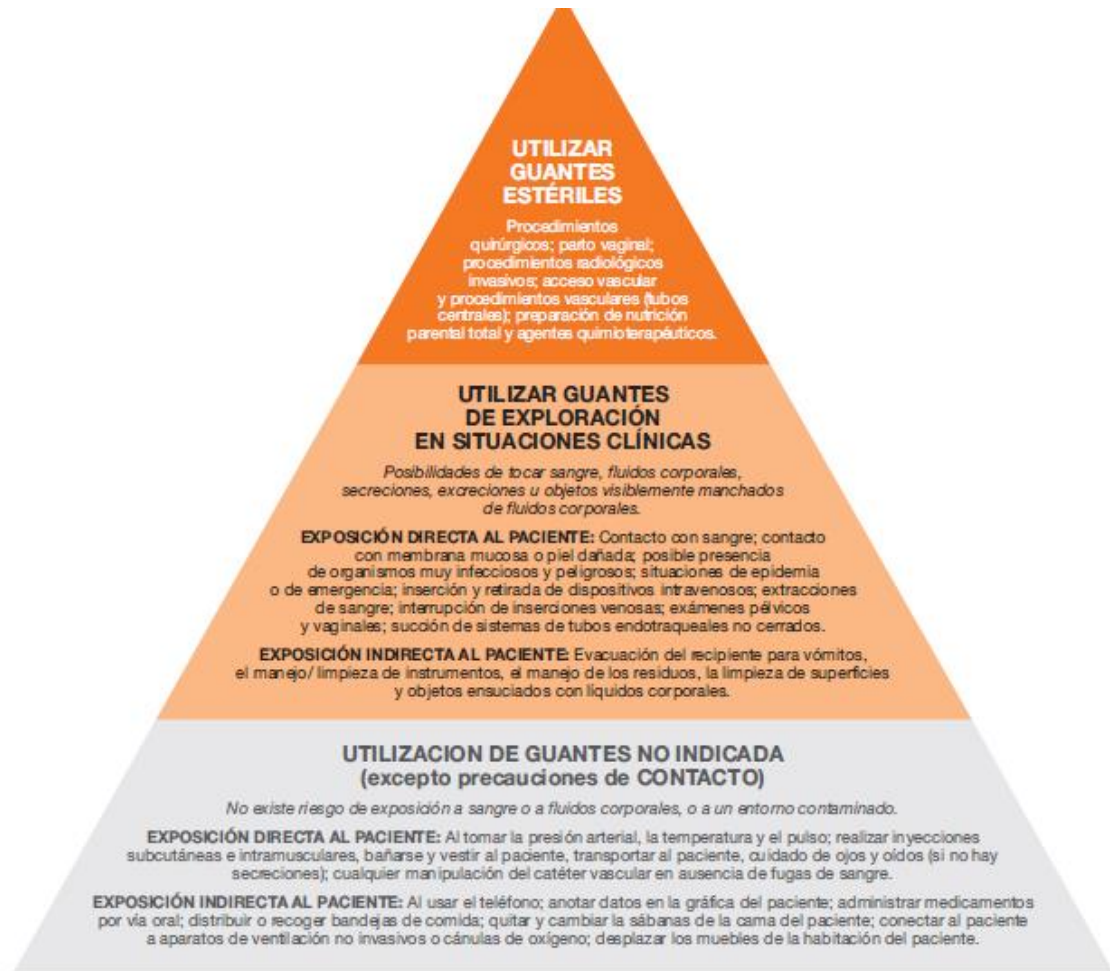 UTILIZAR
GUANTES
ESTÉRILES
Procedimientos
quirúrgicos; parto vaginal;
procedimientos radiológicos
invasivos; acceso vascular
y procedimientos vasculares (tubos
centrales); preparación de nutrición
parental total y agentes quimioterapéuticos.
UTILIZAR GUANTES
DE EXPLORACIÓN
EN SITUACIONES CLÍNICAS
Posibilidades de tocar sangre, fluidos corporales,
secreciones, excreciones u objetos visiblemente manchados
de fluidos corporales.
EXPOSICIÓN DIRECTA AL PACIENTE: Contacto con sangre; contacto
con membrana mucosa o piel dañada; posible presencia
de organismos muy infecciosos y peligrosos; situaciones de epidemia
o de emergencia; inserción y retirada de dispositivos intravenosos; extracciones
de sangre; interrupción de inserciones venosas; exámenes pélvicos
y vaginales; succión de sistemas de tubos endotraqueales no cerrados.
EXPOSICIÓN INDIRECTA AL PACIENTE: Evacuación del recipiente para vómitos,
el manejo/limpieza de instrumentos, el manejo de los residuos, la limpieza de superficies
y objetos ensuciados con líquidos corporales.
UTILIZACION DE GUANTES NO INDICADA
(excepto precauciones de CONTACTO)
No existe riesgo de exposición a sangre o a fluidos corporales, o a un entorno contaminado.
EXPOSICIÓN DIRECTA AL PACIENTE: Al tomar la presión arterial, la temperatura y el pulso; realizar inyecciones
subcutáneas e intramusculares, bañarse y vestir al paciente, transportar al paciente, cuidado de ojos y oídos (si no hay
secreciones); cualquier manipulación del catéter vascular en ausencia de fugas de sangre.
EXPOSICIÓN INDIRECTA AL PACIENTE: Al usar el teléfono; anotar datos en la gráfica del paciente; administrar medicamentos
por vía oral; distribuir o recoger bandejas de comida; quitar y cambiar la sábanas de la cama del paciente; conectar al paciente
a aparatos de ventilación no invasivos o cánulas de oxígeno; desplazar los muebles de la habitación del paciente.